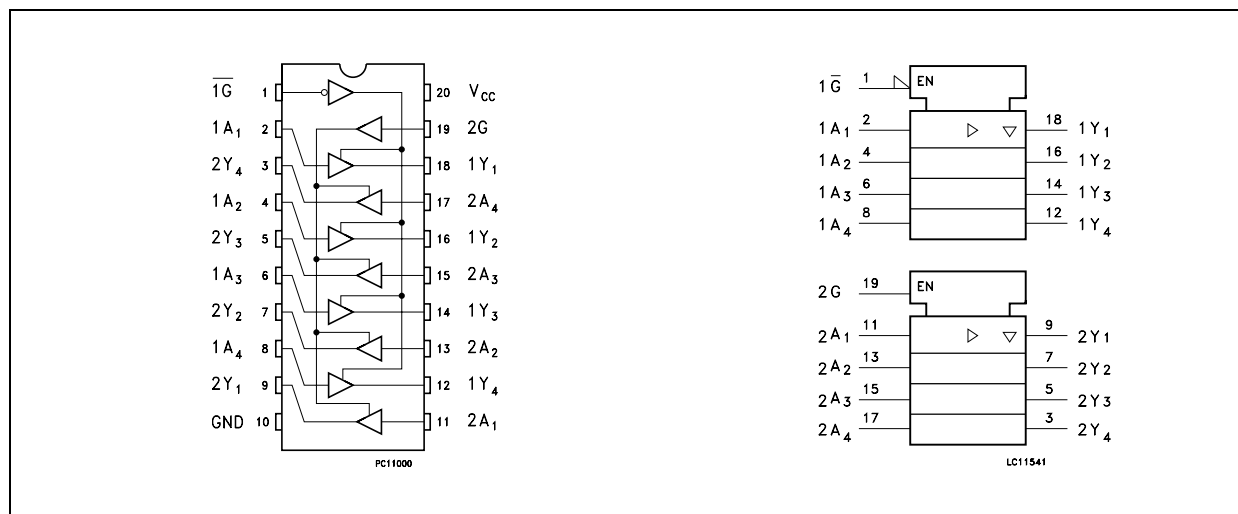 1G̅ 1 20 VCC
1A1 2 19 2G
2Y4 3 18 1Y1
1A2 4 17 2A4
2Y3 5 16 1Y2
1A3 6 15 2A3
2Y2 7 14 1Y3
1A4 8 13 2A2
2Y1 9 12 1Y4
GND 10 11 2A1
PC11000
1G̅ 1 EN
1A1 2 18 1Y1
1A2 4 16 1Y2
1A3 6 14 1Y3
1A4 8 12 1Y4
2G 19 EN
2A1 11 9 2Y1
2A2 13 7 2Y2
2A3 15 5 2Y3
2A4 17 3 2Y4
LC11541